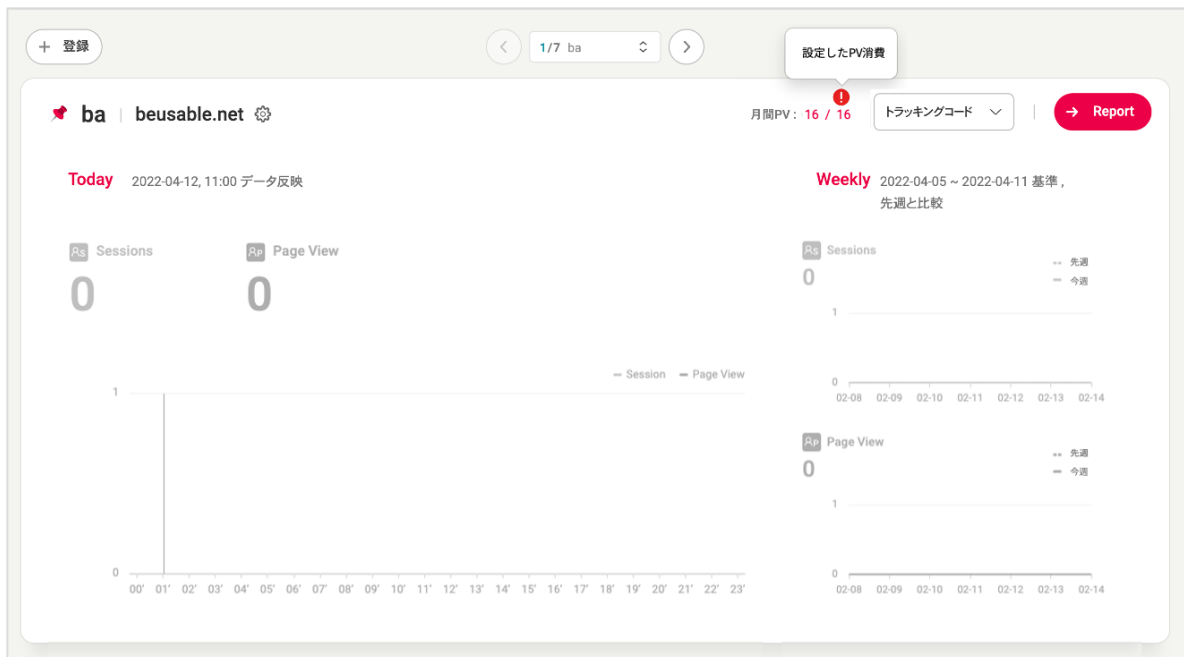 + 登録
1/7 ba
設定したPV消費
ba beusable.net
月間PV : 16 / 16
トラッキングコード
Report
Today 2022-04-12, 11:00 データ反映
Weekly 2022-04-05 ~ 2022-04-11 基準 ,
先週と比較
Sessions
0
Page View
0
Session Page View
1
0
00' 01' 02' 03' 04' 05' 06' 07' 08' 09' 10' 11' 12' 13' 14' 15' 16' 17' 18' 19' 20' 21' 22' 23'
Sessions
0
先週
今週
1
0
02-08 02-09 02-10 02-11 02-12 02-13 02-14
Page View
0
先週
今週
1
0
02-08 02-09 02-10 02-11 02-12 02-13 02-14